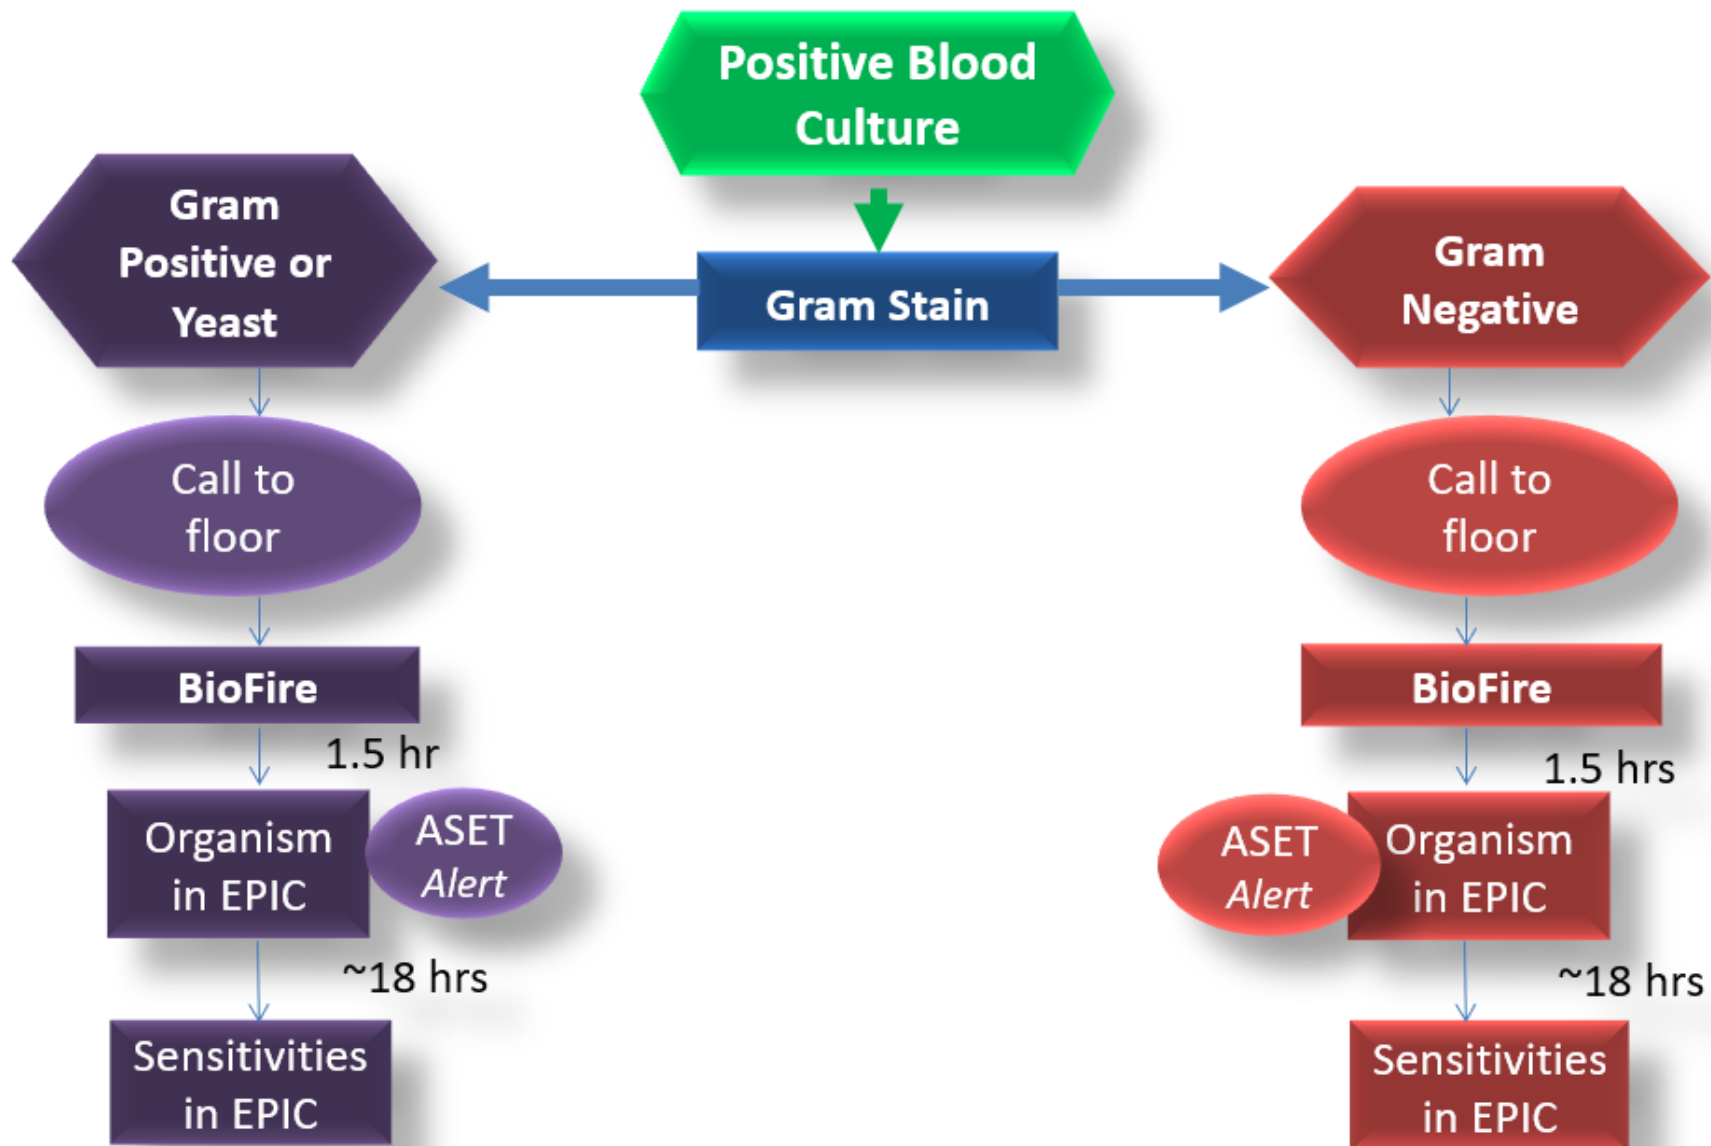 Positive Blood
Culture
Gram Stain
Gram
Positive or
Yeast
Call to
floor
BioFire
1.5 hr
Organism
in EPIC
ASET
Alert
~18 hrs
Sensitivities
in EPIC
Gram
Negative
Call to
floor
BioFire
1.5 hrs
ASET
Alert
Organism
in EPIC
~18 hrs
Sensitivities
in EPIC